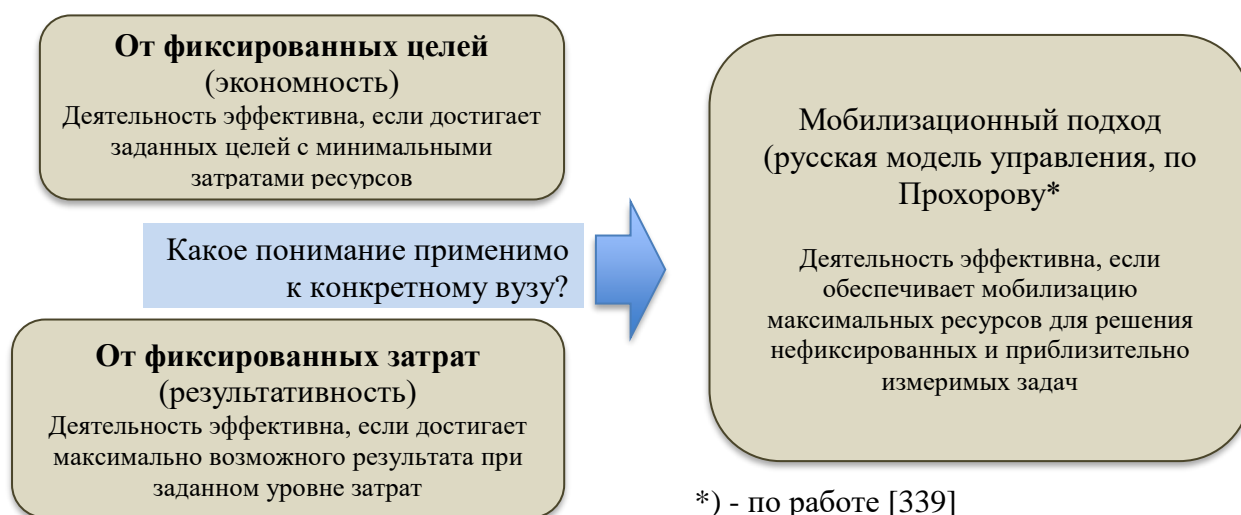 От фиксированных целей
(экономность)
Деятельность эффективна, если достигает
заданных целей с минимальными
затратами ресурсов
Какое понимание применимо
к конкретному вузу?
От фиксированных затрат
(результативность)
Деятельность эффективна, если достигает
максимально возможного результата при
заданном уровне затрат
Мобилизационный подход
(русская модель управления, по
Прохорову*
Деятельность эффективна, если
обеспечивает мобилизацию
максимальных ресурсов для решения
нефиксированных и приблизительно
измеримых задач
*) - по работе [339]